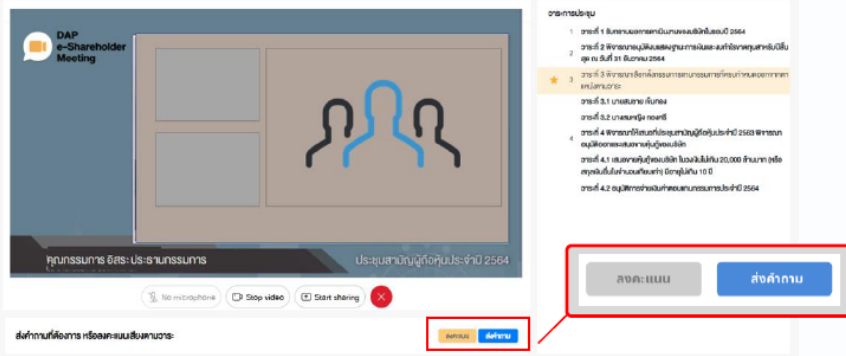 DAP
e-Shareholder
Meeting
คุณกรรมการ อิสระ ประธานกรรมการ
ประชุมสามัญผู้ถือหุ้นประจำปี 2564
No microphone
Stop video
Start sharing
ส่งคำถามที่ต้องการ หรือลงคะแนนเสียงตามวาระ
ลงคะแนน
ส่งคำถาม
วาระการประชุม
1 วาระที่ 1 รับทราบผลการดำเนินงานของบริษัทในรอบปี 2564
2 วาระที่ 2 พิจารณาอนุมัติงบแสดงฐานะการเงินและงบกำไรขาดทุนสำหรับปีสิ้น
สุด ณ วันที่ 31 ธันวาคม 2564
3 วาระที่ 3 พิจารณาเลือกตั้งกรรมการแทนกรรมการที่ครบกำหนดออกจากตำ
แหน่งตามวาระ
วาระที่ 3.1 นายสมชาย เข็มทอง
วาระที่ 3.2 นางสมหญิง ทองศรี
4 วาระที่ 4 พิจารณาให้เสนอที่ประชุมสามัญผู้ถือหุ้นประจำปี 2563 พิจารณา
อนุมัติออกและเสนอขายหุ้นกู้ของบริษัท
วาระที่ 4.1 เสนอขายหุ้นกู้ของบริษัท ในวงเงินไม่เกิน 20,000 ล้านบาท (หรือ
สกุลเงินอื่นในจำนวนเทียบเท่า) มีอายุไม่เกิน 10 ปี
วาระที่ 4.2 อนุมัติการจ่ายเงินค่าตอบแทนกรรมการประจำปี 2564
ลงคะแนน
ส่งคำถาม